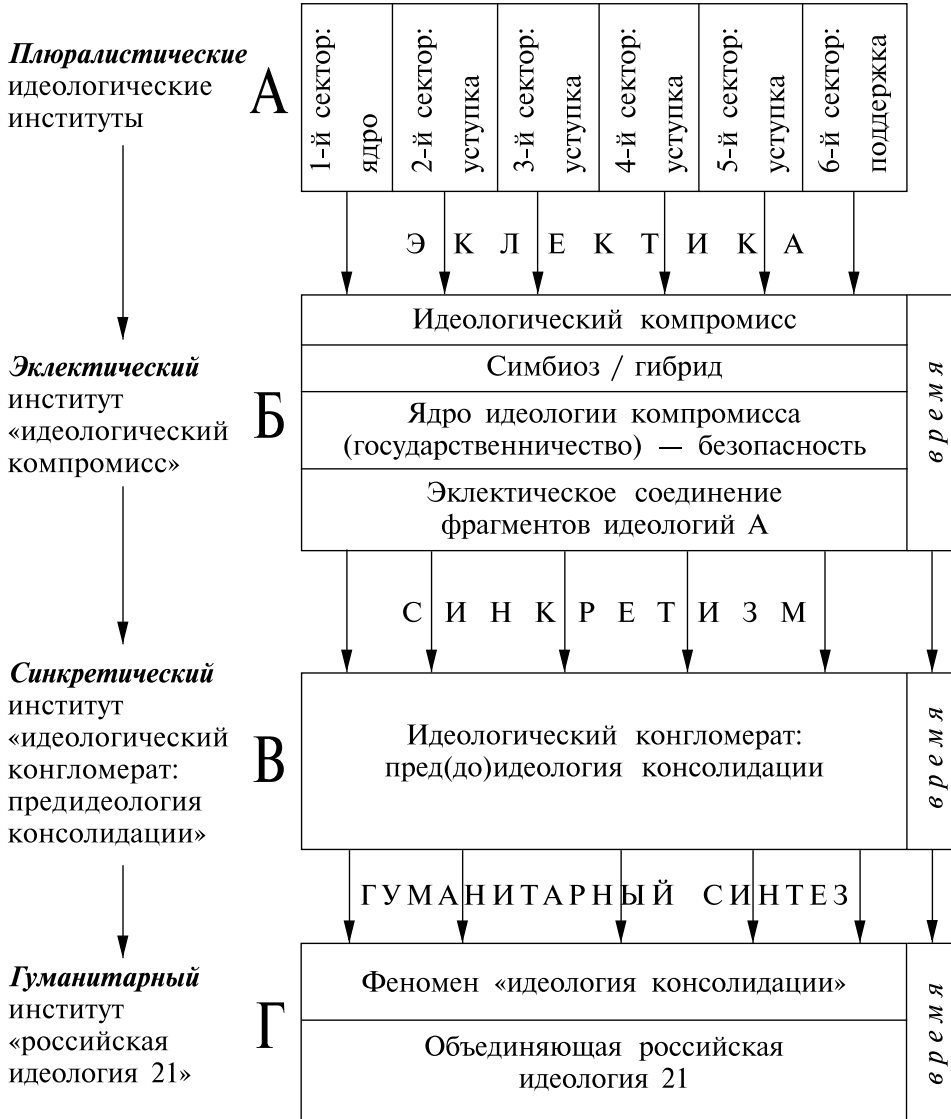 Плюралистические
идеологические
институты
А
1-й сектор:
ядро
2-й сектор:
уступка
3-й сектор:
уступка
4-й сектор:
уступка
5-й сектор:
уступка
6-й сектор:
поддержка
ЭКЛЕКТИКА
Эклектический
институт
«идеологический
компромисс»
Б
Идеологический компромисс
Симбиоз / гибрид
Ядро идеологии компромисса
(государственничество) — безопасность
Эклектическое соединение
фрагментов идеологий А
время
СИНКРЕТИЗМ
Синкретический
институт
«идеологический
конгломерат:
предидеология
консолидации»
В
Идеологический конгломерат:
пред(до)идеология консолидации
время
ГУМАНИТАРНЫЙ СИНТЕЗ
Гуманитарный
институт
«российская
идеология 21»
Г
Феномен «идеология консолидации»
Объединяющая российская
идеология 21
время